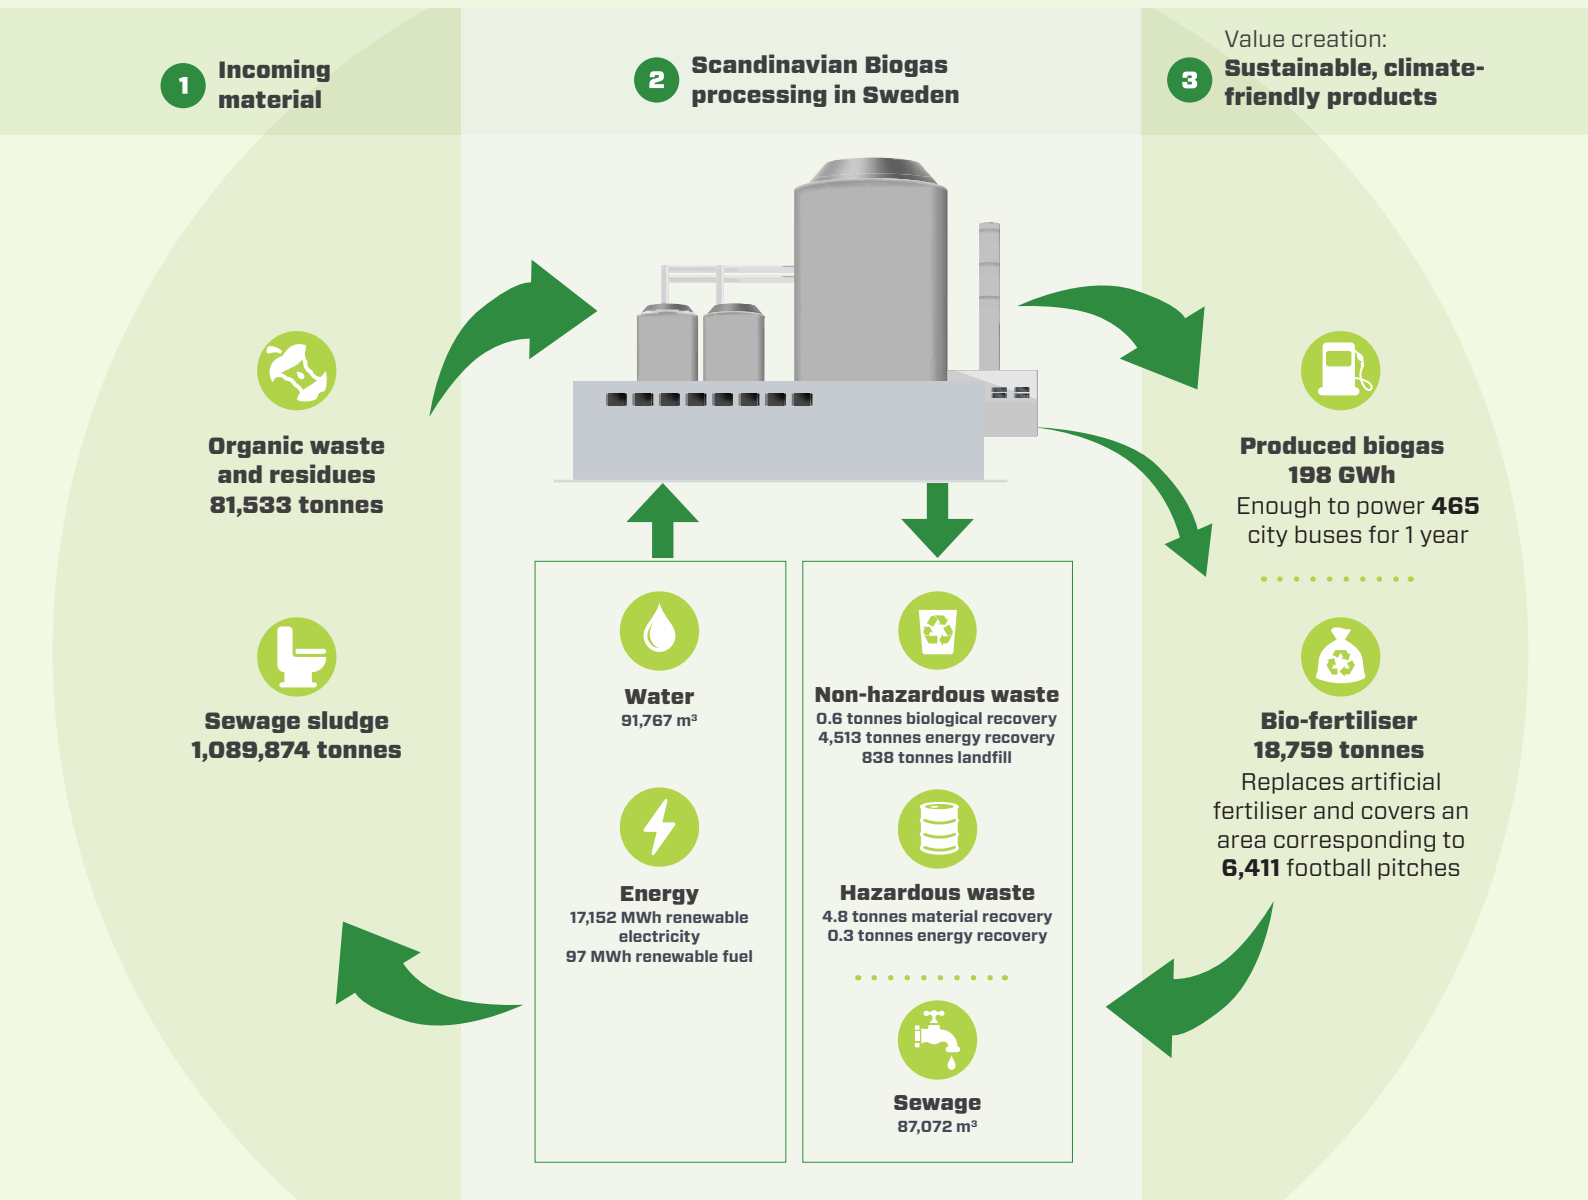 1
Incoming
material
2
Scandinavian Biogas
processing in Sweden
3
Value creation:
Sustainable, climate-
friendly products
Organic waste
and residues
81,533 tonnes
Sewage sludge
1,089,874 tonnes
Water
91,767 m³
Energy
17,152 MWh renewable
electricity
97 MWh renewable fuel
Non-hazardous waste
0.6 tonnes biological recovery
4,513 tonnes energy recovery
838 tonnes landfill
Hazardous waste
4.8 tonnes material recovery
0.3 tonnes energy recovery
Sewage
87,072 m³
Produced biogas
198 GWh
Enough to power 465
city buses for 1 year
Bio-fertiliser
18,759 tonnes
Replaces artificial
fertiliser and covers an
area corresponding to
6,411 football pitches